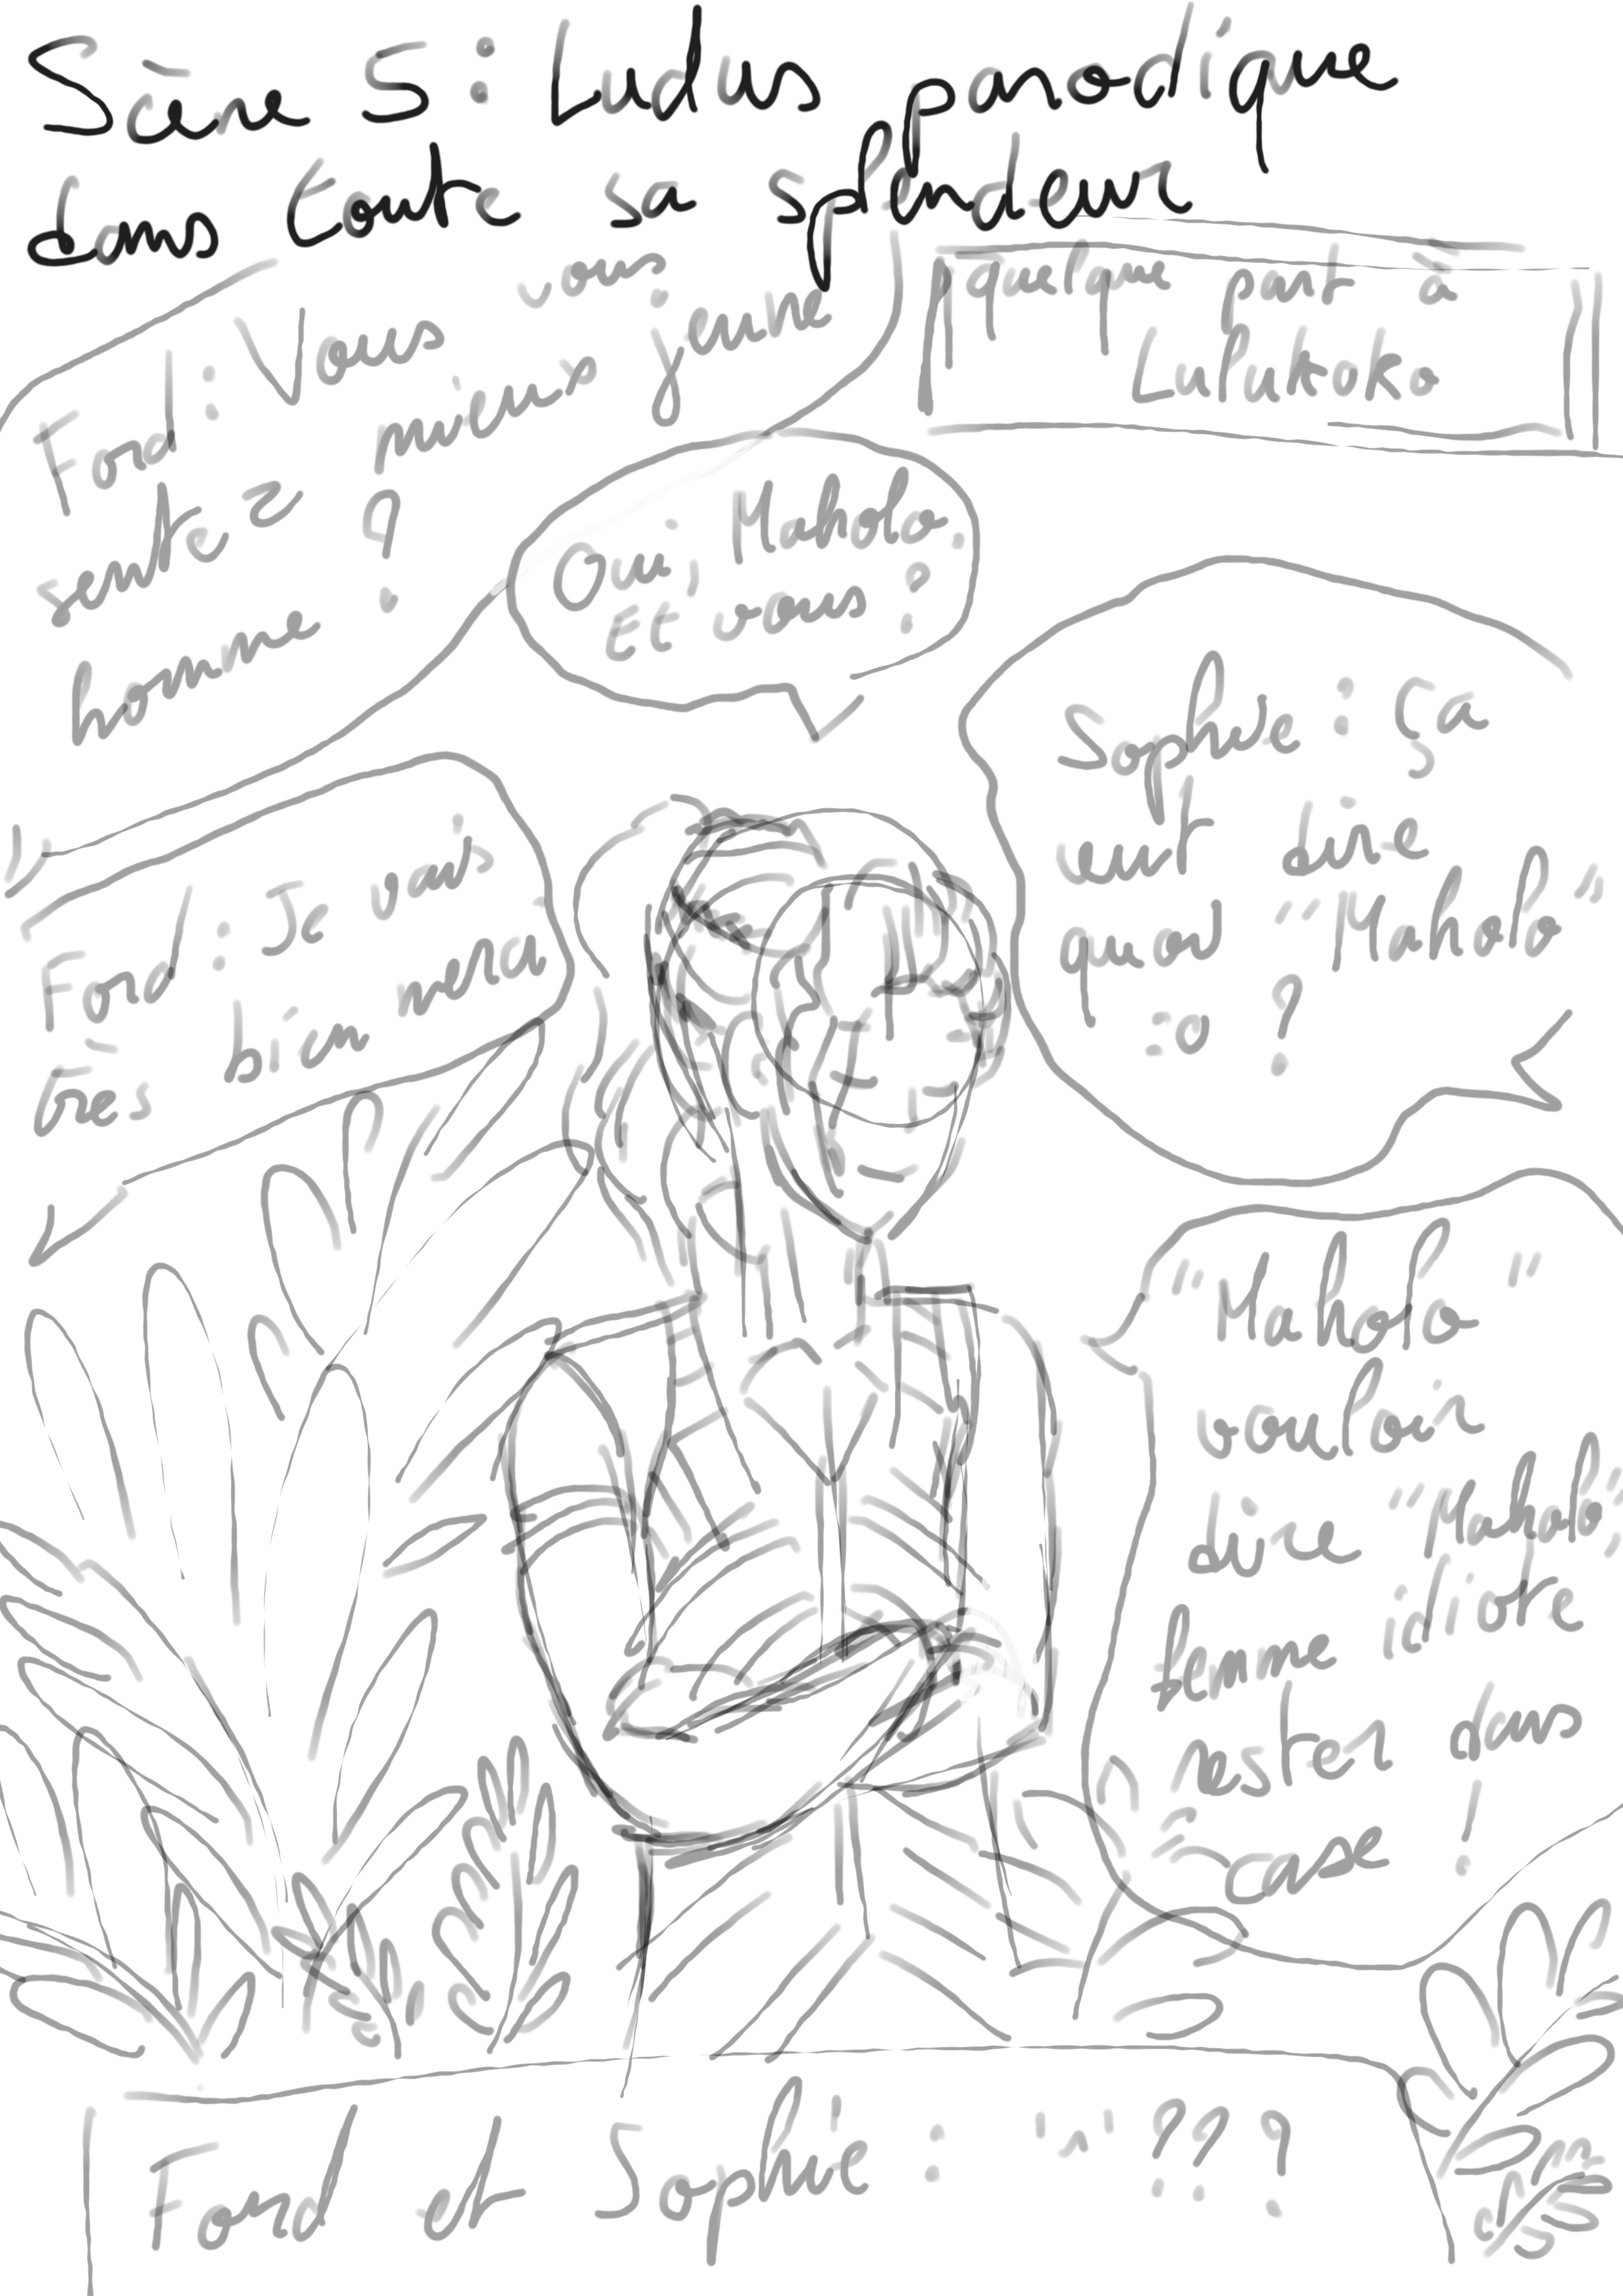 Scène 5 : Ludus parodique
dans toute sa splendeur
quelque part à
Lulukoko
Ford : Vous vous
sentez mieux jeune
homme ?
Oui, Maholo.
Et vous ?
Ford : Je vais
très bien merci.
Sophie : Ça
veut dire
quoi "Maholo"
:o ?
"Maholo"
vouloir
dire "Maholo",
femme idiote
rester dans
case !
Ford et Sophie : "..." ???